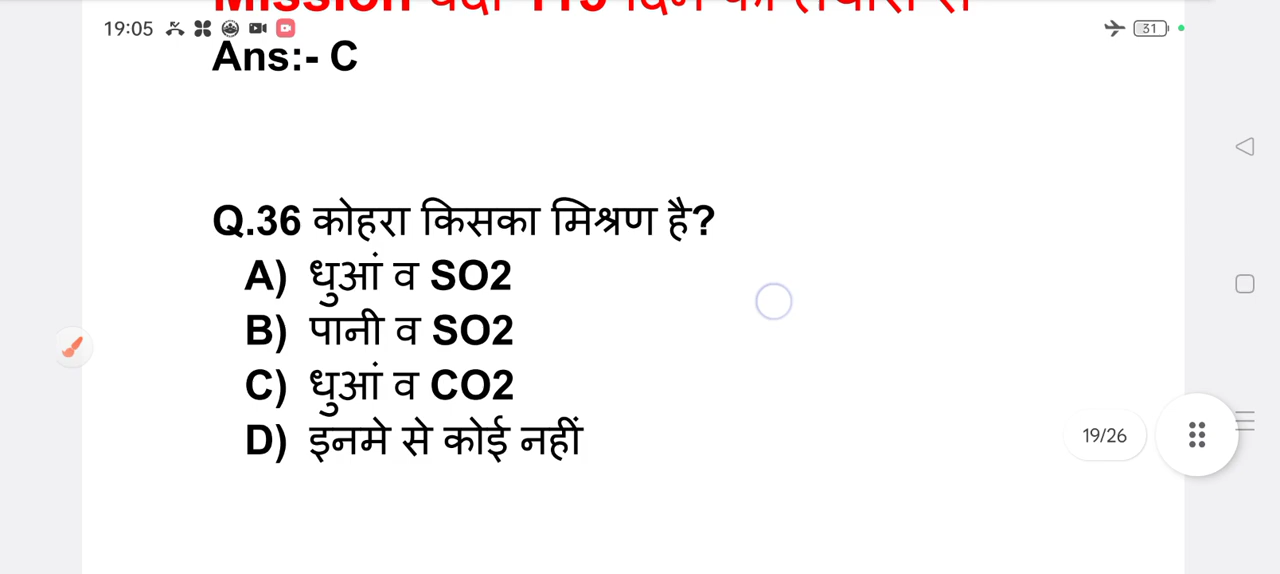 19:05
31
Ans:- C
Q.36 कोहरा किसका मिश्रण है?
A) धुआं व SO2
B) पानी व SO2
C) धुआं व CO2
D) इनमे से कोई नहीं
19/26